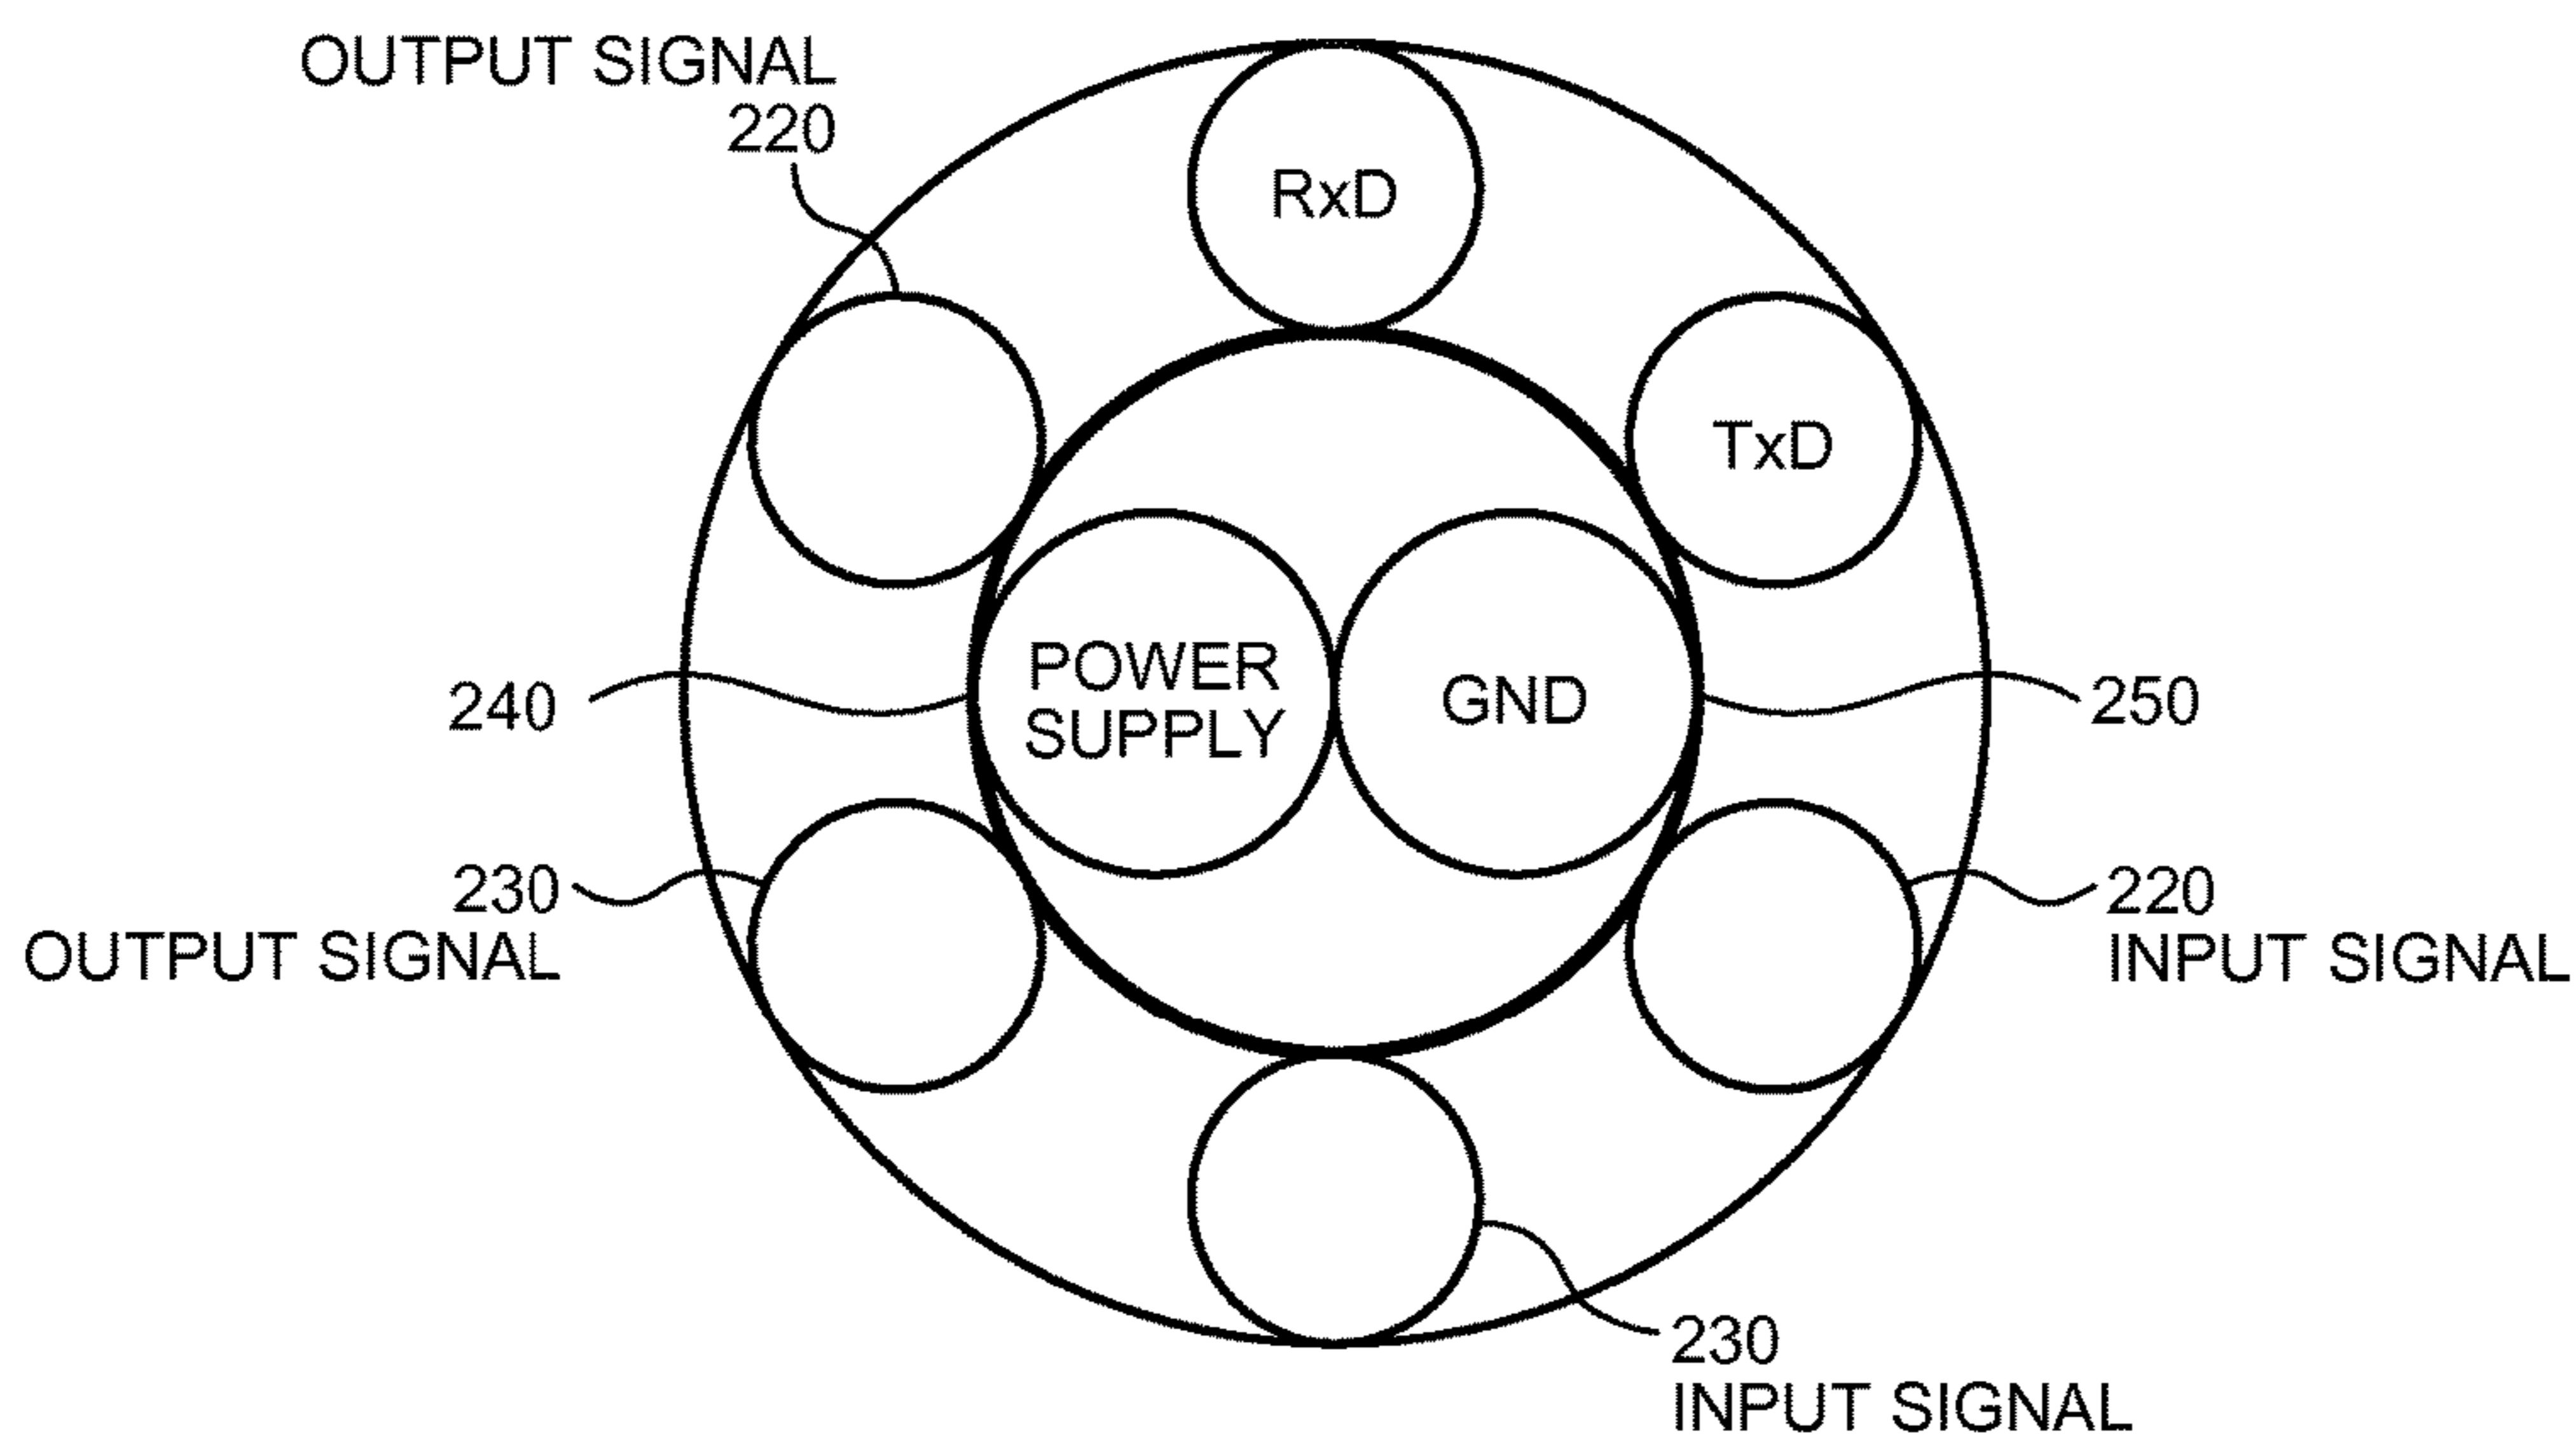 OUTPUT SIGNAL
220
RxD
TxD
POWER
SUPPLY
GND
240
250
230
OUTPUT SIGNAL
220
INPUT SIGNAL
230
INPUT SIGNAL